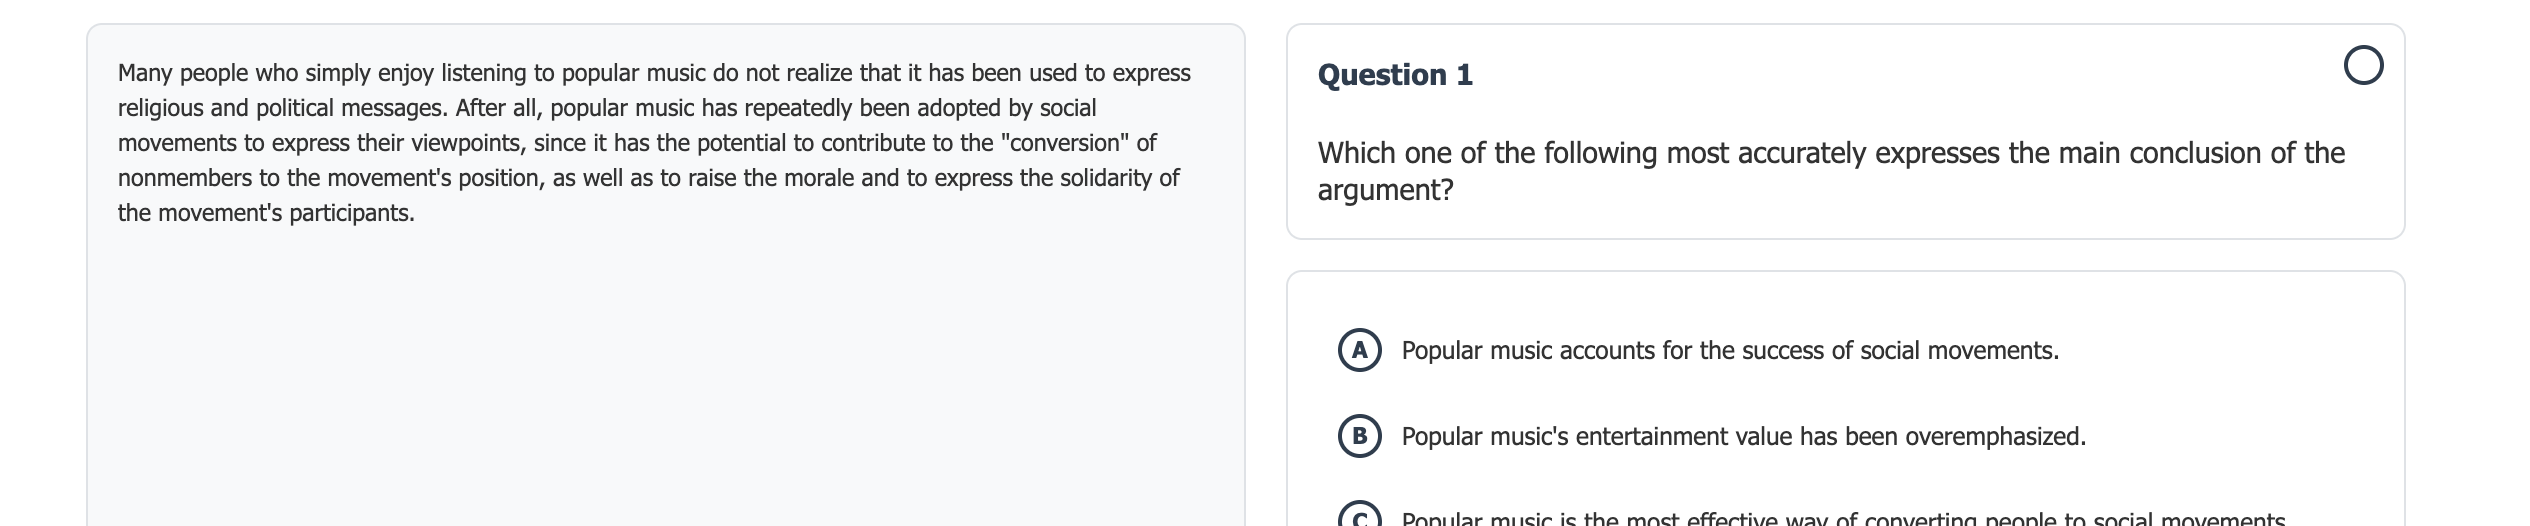 Many people who simply enjoy listening to popular music do not realize that it has been used to express
religious and political messages. After all, popular music has repeatedly been adopted by social
movements to express their viewpoints, since it has the potential to contribute to the "conversion" of
nonmembers to the movement's position, as well as to raise the morale and to express the solidarity of
the movement's participants.
Question 1
Which one of the following most accurately expresses the main conclusion of the
argument?
A Popular music accounts for the success of social movements.
B Popular music's entertainment value has been overemphasized.
C Popular music is the most effective way of converting people to social movements.